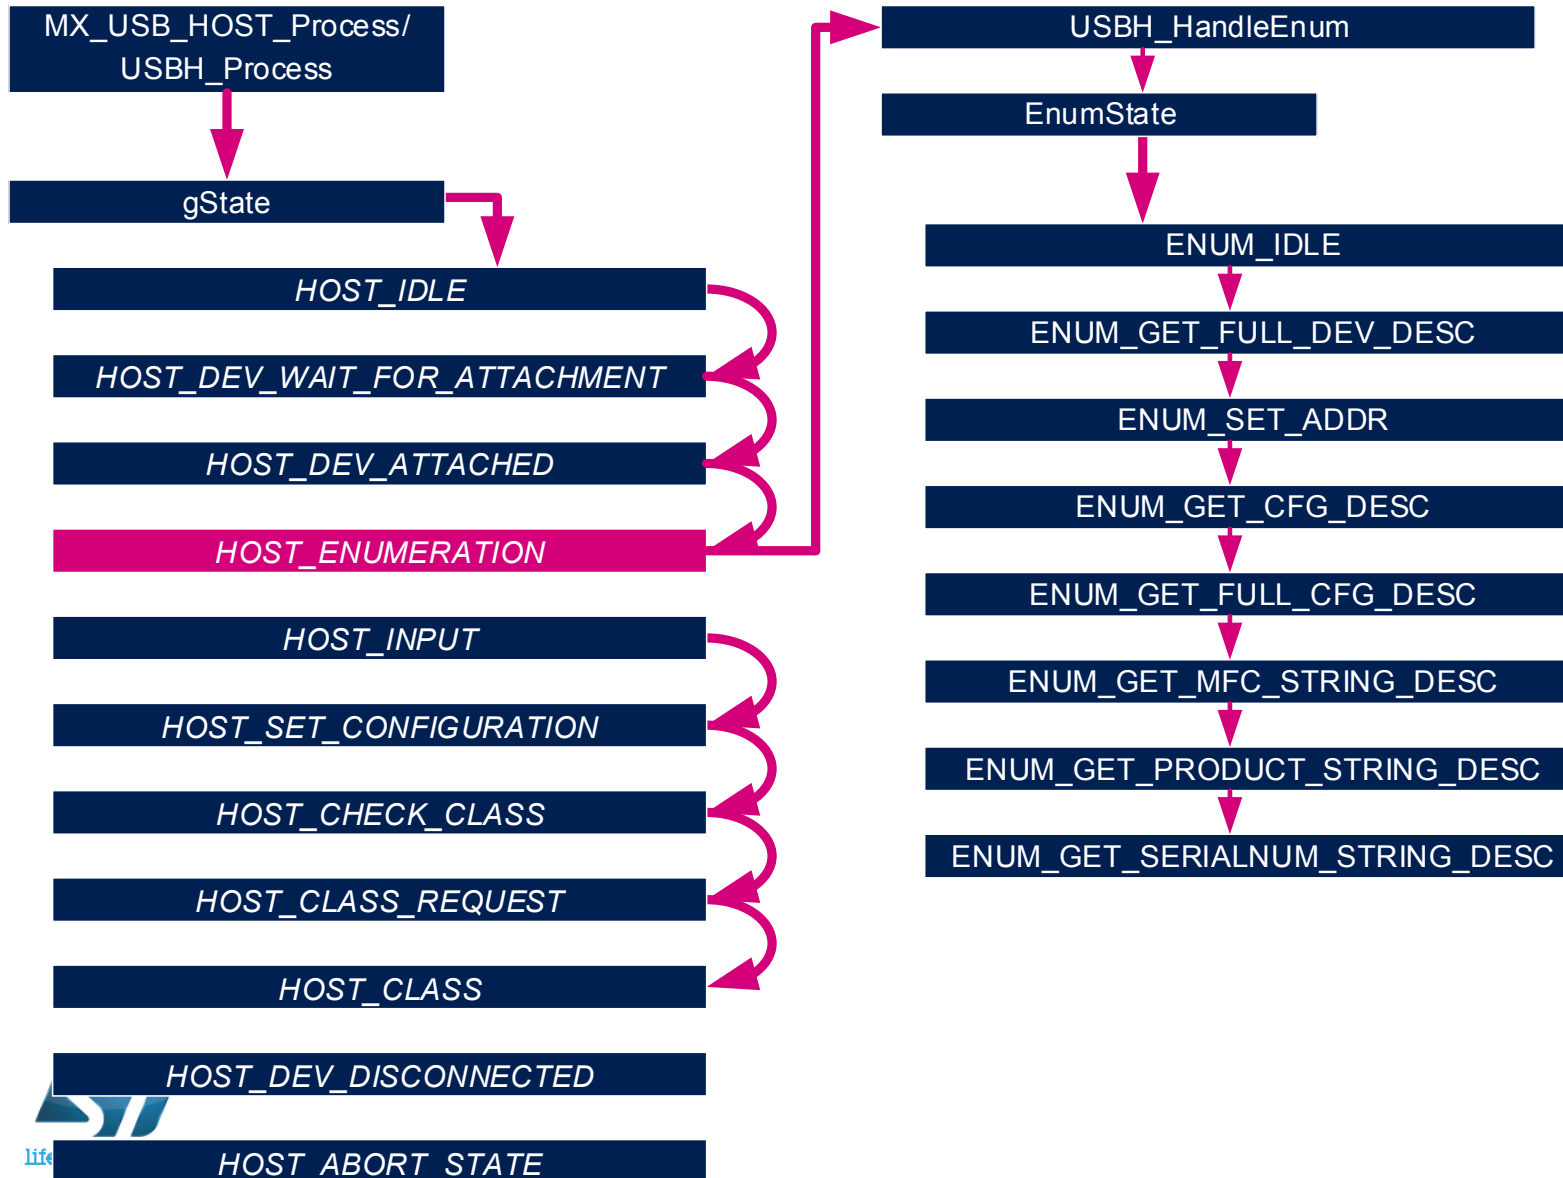 MX_USB_HOST_Process/
USBH_Process
gState
HOST_IDLE
HOST_DEV_WAIT_FOR_ATTACHMENT
HOST_DEV_ATTACHED
HOST_ENUMERATION
HOST_INPUT
HOST_SET_CONFIGURATION
HOST_CHECK_CLASS
HOST_CLASS_REQUEST
HOST_CLASS
HOST_DEV_DISCONNECTED
HOST_ABORT_STATE
USBH_HandleEnum
EnumState
ENUM_IDLE
ENUM_GET_FULL_DEV_DESC
ENUM_SET_ADDR
ENUM_GET_CFG_DESC
ENUM_GET_FULL_CFG_DESC
ENUM_GET_MFC_STRING_DESC
ENUM_GET_PRODUCT_STRING_DESC
ENUM_GET_SERIALNUM_STRING_DESC
life